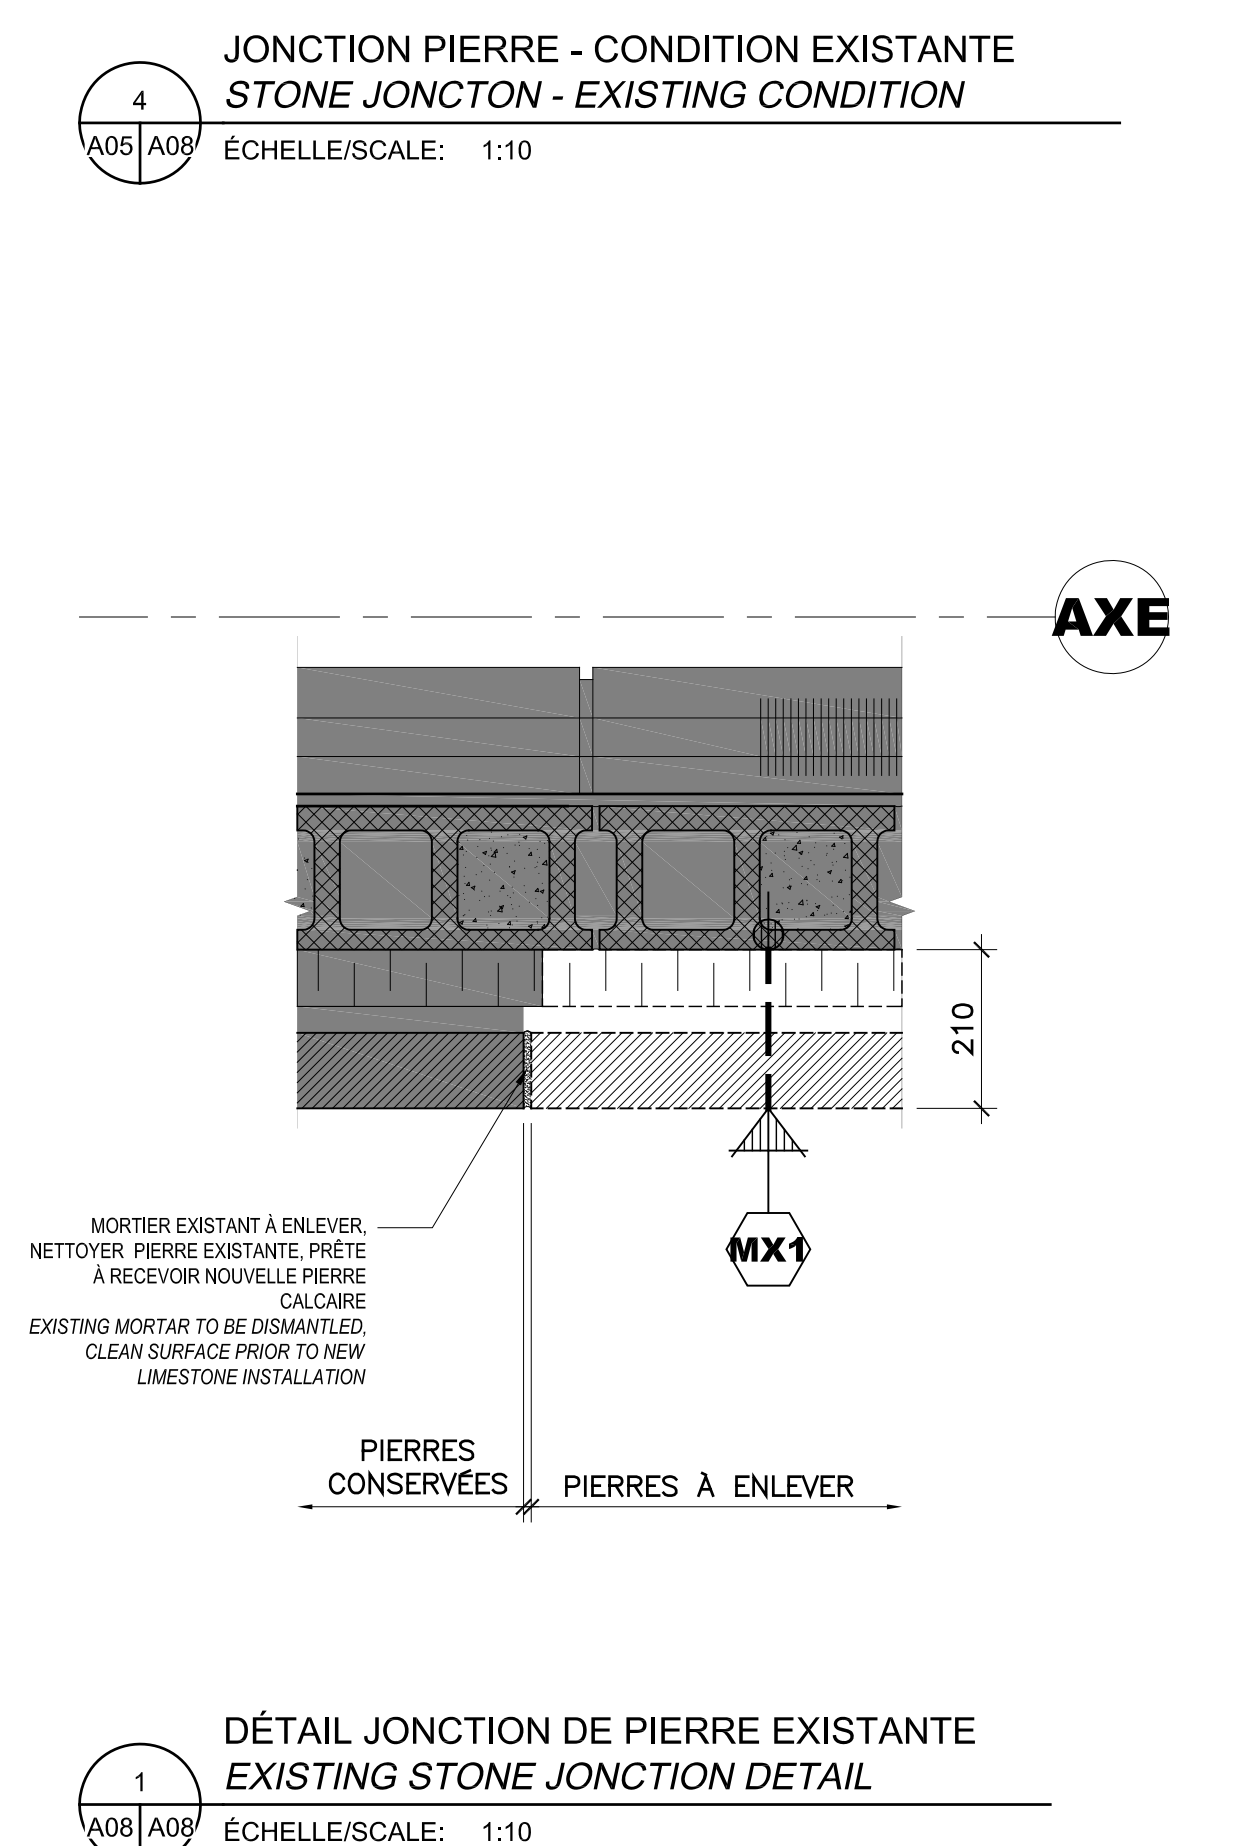 JONCTION PIERRE - CONDITION EXISTANTE
STONE JONCTON - EXISTING CONDITION
4
A05 A08
ÉCHELLE/SCALE: 1:10
AXE
210
MX1
MORTIER EXISTANT À ENLEVER,
NETTOYER PIERRE EXISTANTE, PRÊTE
À RECEVOIR NOUVELLE PIERRE
CALCAIRE
EXISTING MORTAR TO BE DISMANTLED,
CLEAN SURFACE PRIOR TO NEW
LIMESTONE INSTALLATION
PIERRES
CONSERVÉES
PIERRES À ENLEVER
DÉTAIL JONCTION DE PIERRE EXISTANTE
EXISTING STONE JONCTION DETAIL
1
A08 A08
ÉCHELLE/SCALE: 1:10